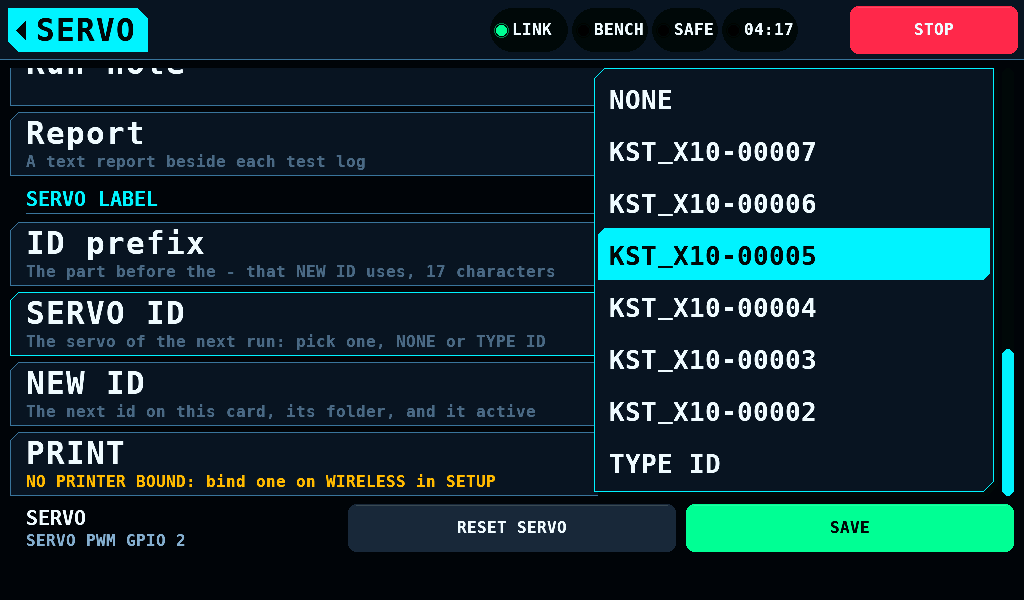 SERVO
LINK
BENCH
SAFE
04:17
STOP
Run note
Report
A text report beside each test log
SERVO LABEL
ID prefix
The part before the - that NEW ID uses, 17 characters
SERVO ID
The servo of the next run: pick one, NONE or TYPE ID
NEW ID
The next id on this card, its folder, and it active
PRINT
NO PRINTER BOUND: bind one on WIRELESS in SETUP
NONE
KST_X10-00007
KST_X10-00006
KST_X10-00005
KST_X10-00004
KST_X10-00003
KST_X10-00002
TYPE ID
SERVO
SERVO PWM GPIO 2
RESET SERVO
SAVE